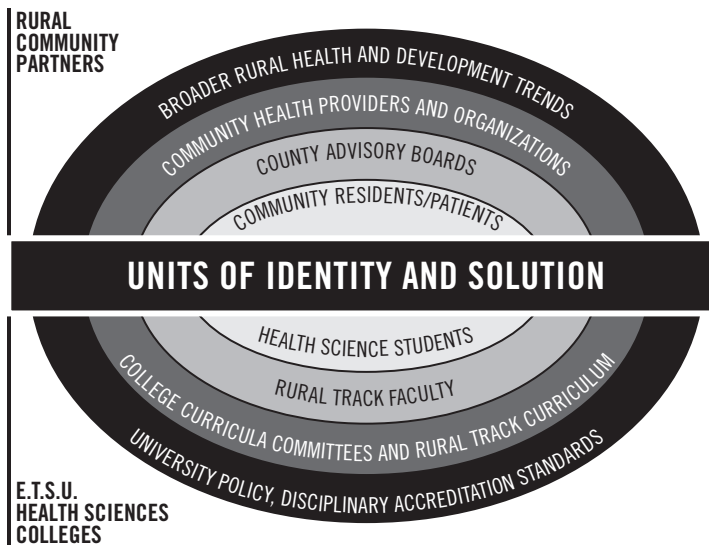 RURAL
COMMUNITY
PARTNERS
BROADER RURAL HEALTH AND DEVELOPMENT TRENDS
COMMUNITY HEALTH PROVIDERS AND ORGANIZATIONS
COUNTY ADVISORY BOARDS
COMMUNITY RESIDENTS/PATIENTS
UNITS OF IDENTITY AND SOLUTION
HEALTH SCIENCE STUDENTS
RURAL TRACK FACULTY
COLLEGE CURRICULA COMMITTEES AND RURAL TRACK CURRICULUM
UNIVERSITY POLICY, DISCIPLINARY ACCREDITATION STANDARDS
E.T.S.U.
HEALTH SCIENCES
COLLEGES